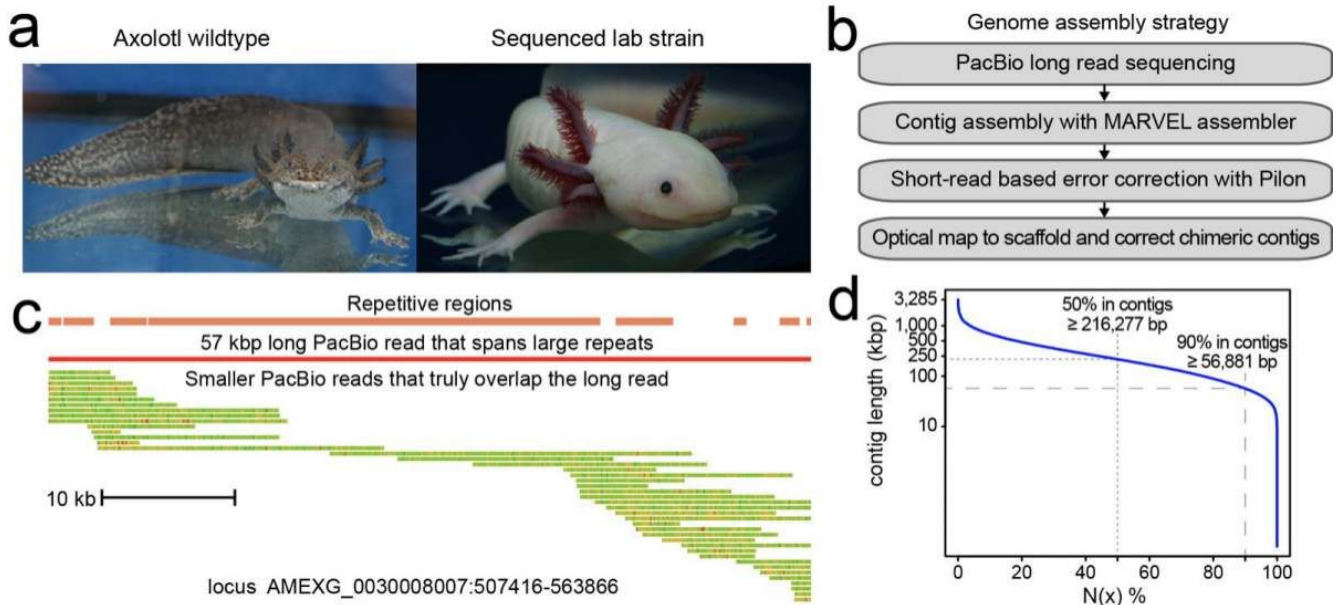 a
Axolotl wildtype
Sequenced lab strain
b
Genome assembly strategy
PacBio long read sequencing
Contig assembly with MARVEL assembler
Short-read based error correction with Pilon
Optical map to scaffold and correct chimeric contigs
c
Repetitive regions
57 kbp long PacBio read that spans large repeats
Smaller PacBio reads that truly overlap the long read
10 kb
locus AMEXG_0030008007:507416-563866
d
contig length (kbp)
3,285
1,000
500
250
100
10
50% in contigs
≥ 216,277 bp
90% in contigs
≥ 56,881 bp
0 20 40 60 80 100
N(x) %